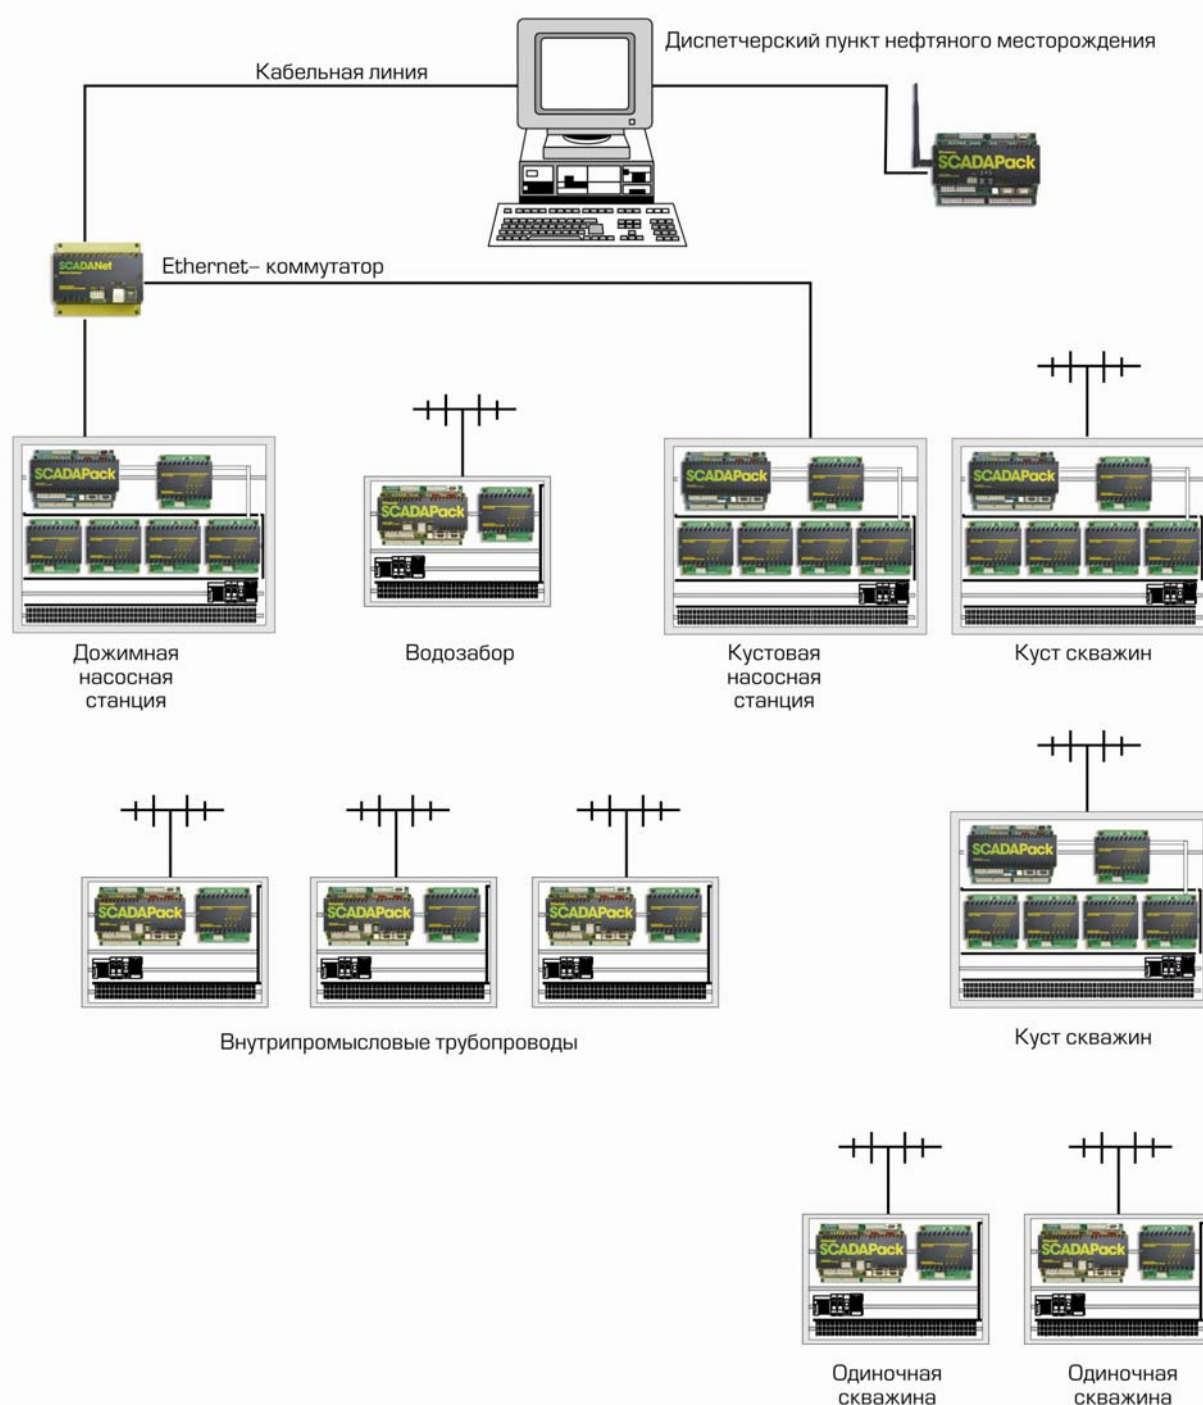 Диспетчерский пункт нефтяного месторождения
Кабельная линия
SCADAPack
SCADANet
Ethernet– коммутатор
SCADAPack
SCADAPack
SCADAPack
SCADAPack
Дожимная
насосная
станция
Водозабор
Кустовая
насосная
станция
Куст скважин
SCADAPack
SCADAPack
SCADAPack
SCADAPack
Внутрипромысловые трубопроводы
Куст скважин
SCADAPack
SCADAPack
Одиночная
скважина
Одиночная
скважина